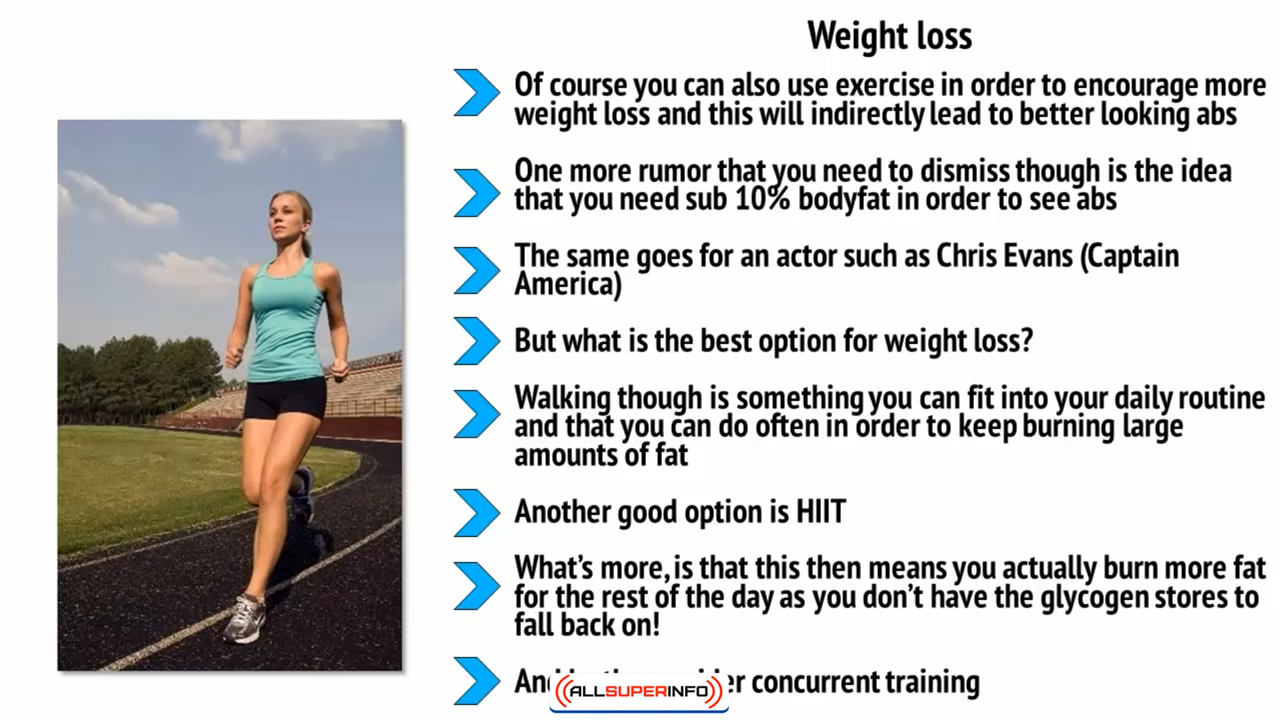 Weight loss
Of course you can also use exercise in order to encourage more
weight loss and this will indirectly lead to better looking abs
One more rumor that you need to dismiss though is the idea
that you need sub 10% bodyfat in order to see abs
The same goes for an actor such as Chris Evans (Captain
America)
But what is the best option for weight loss?
Walking though is something you can fit into your daily routine
and that you can do often in order to keep burning large
amounts of fat
Another good option is HIIT
What's more, is that this then means you actually burn more fat
for the rest of the day as you don't have the glycogen stores to
fall back on!
concurrent training
ALLSUPERINFO